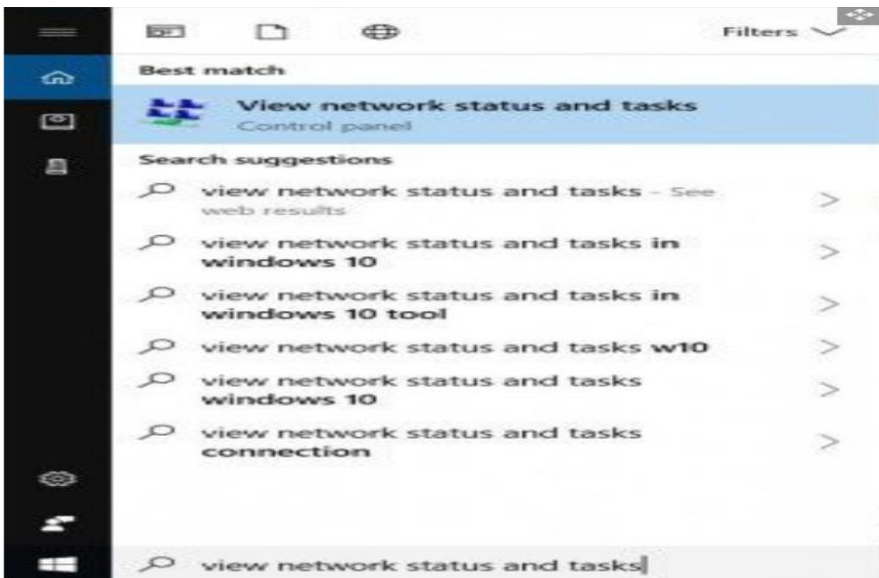 Filters
Best match
View network status and tasks
Control panel
Search suggestions
view network status and tasks - See
web results
view network status and tasks in
windows 10
view network status and tasks in
windows 10 tool
view network status and tasks w10
view network status and tasks
windows 10
view network status and tasks
connection
view network status and tasks